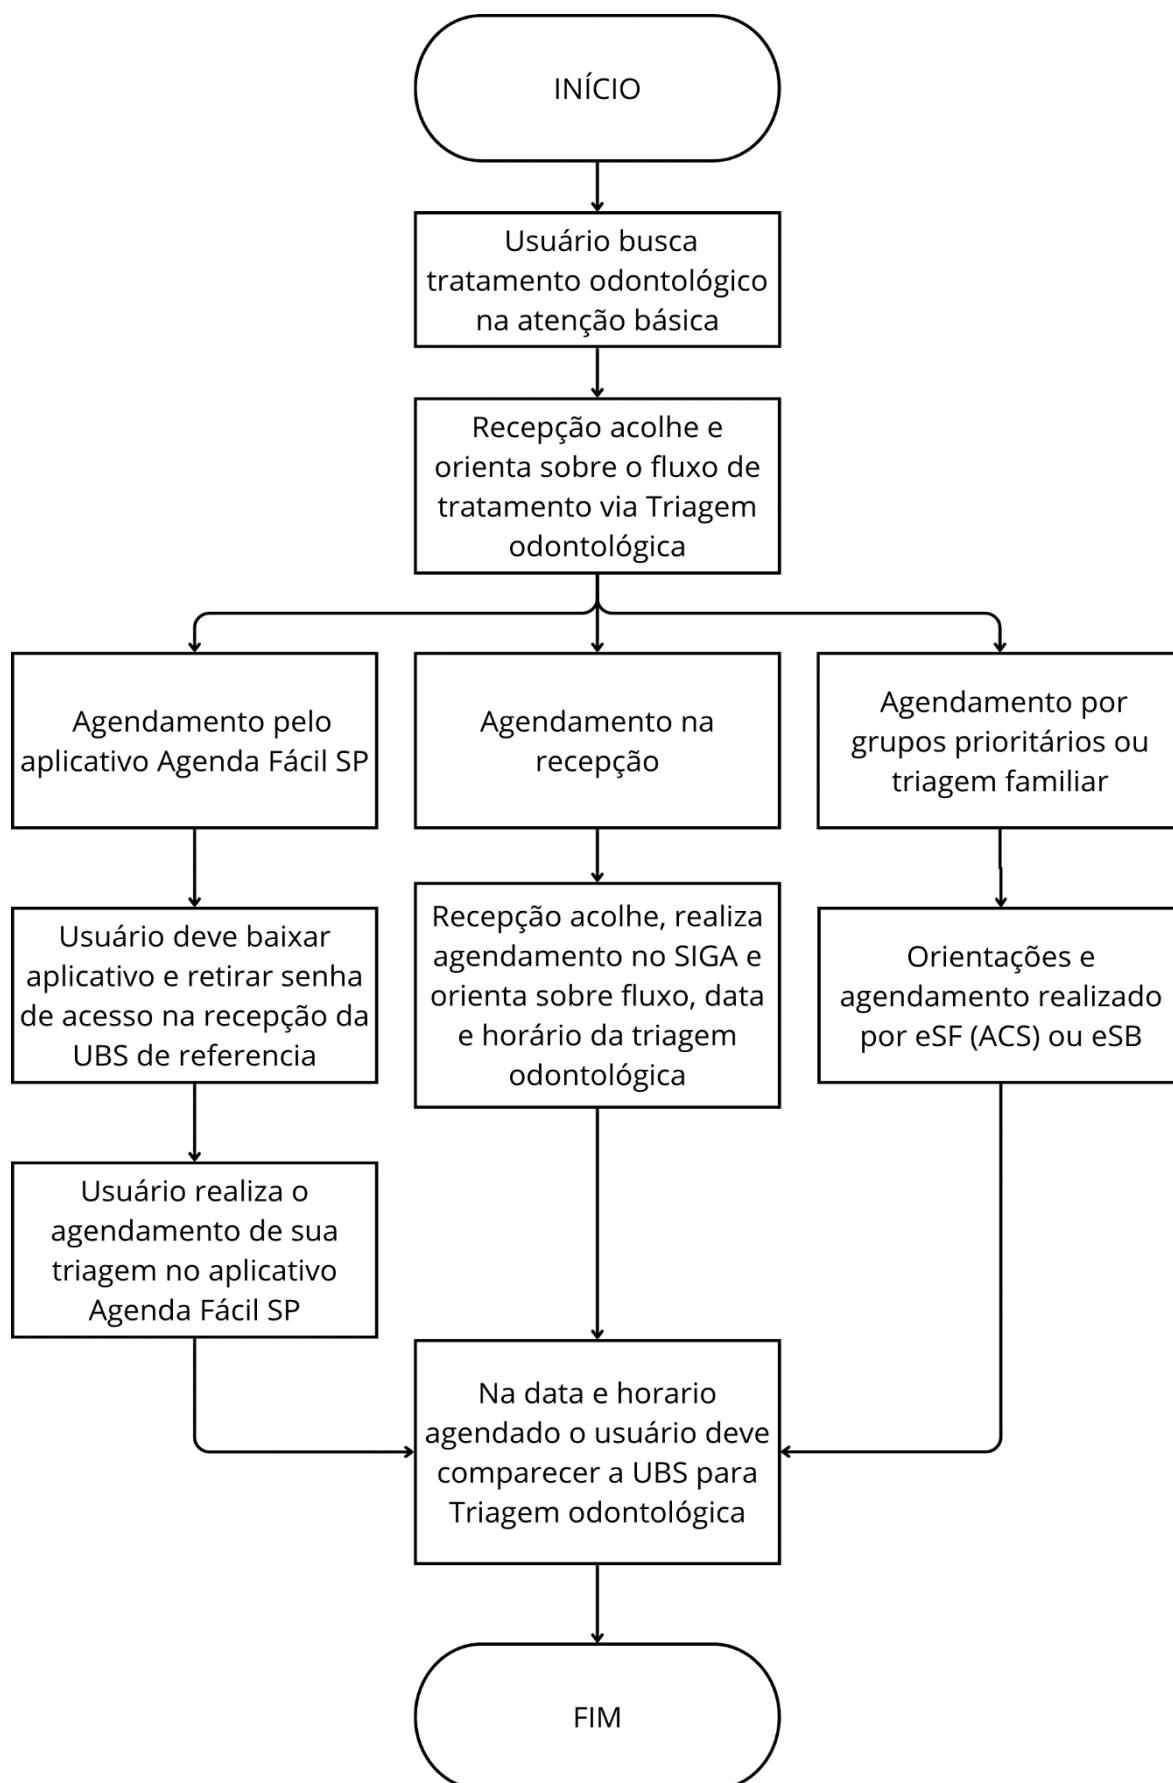 INÍCIO
Usuário busca
tratamento odontológico
na atenção básica
Recepção acolhe e
orienta sobre o fluxo de
tratamento via Triagem
odontológica
Agendamento pelo
aplicativo Agenda Fácil SP
Agendamento na
recepção
Agendamento por
grupos prioritários ou
triagem familiar
Usuário deve baixar
aplicativo e retirar senha
de acesso na recepção da
UBS de referencia
Recepção acolhe, realiza
agendamento no SIGA e
orienta sobre fluxo, data
e horário da triagem
odontológica
Orientações e
agendamento realizado
por eSF (ACS) ou eSB
Usuário realiza o
agendamento de sua
triagem no aplicativo
Agenda Fácil SP
Na data e horario
agendado o usuário deve
comparecer a UBS para
Triagem odontológica
FIM